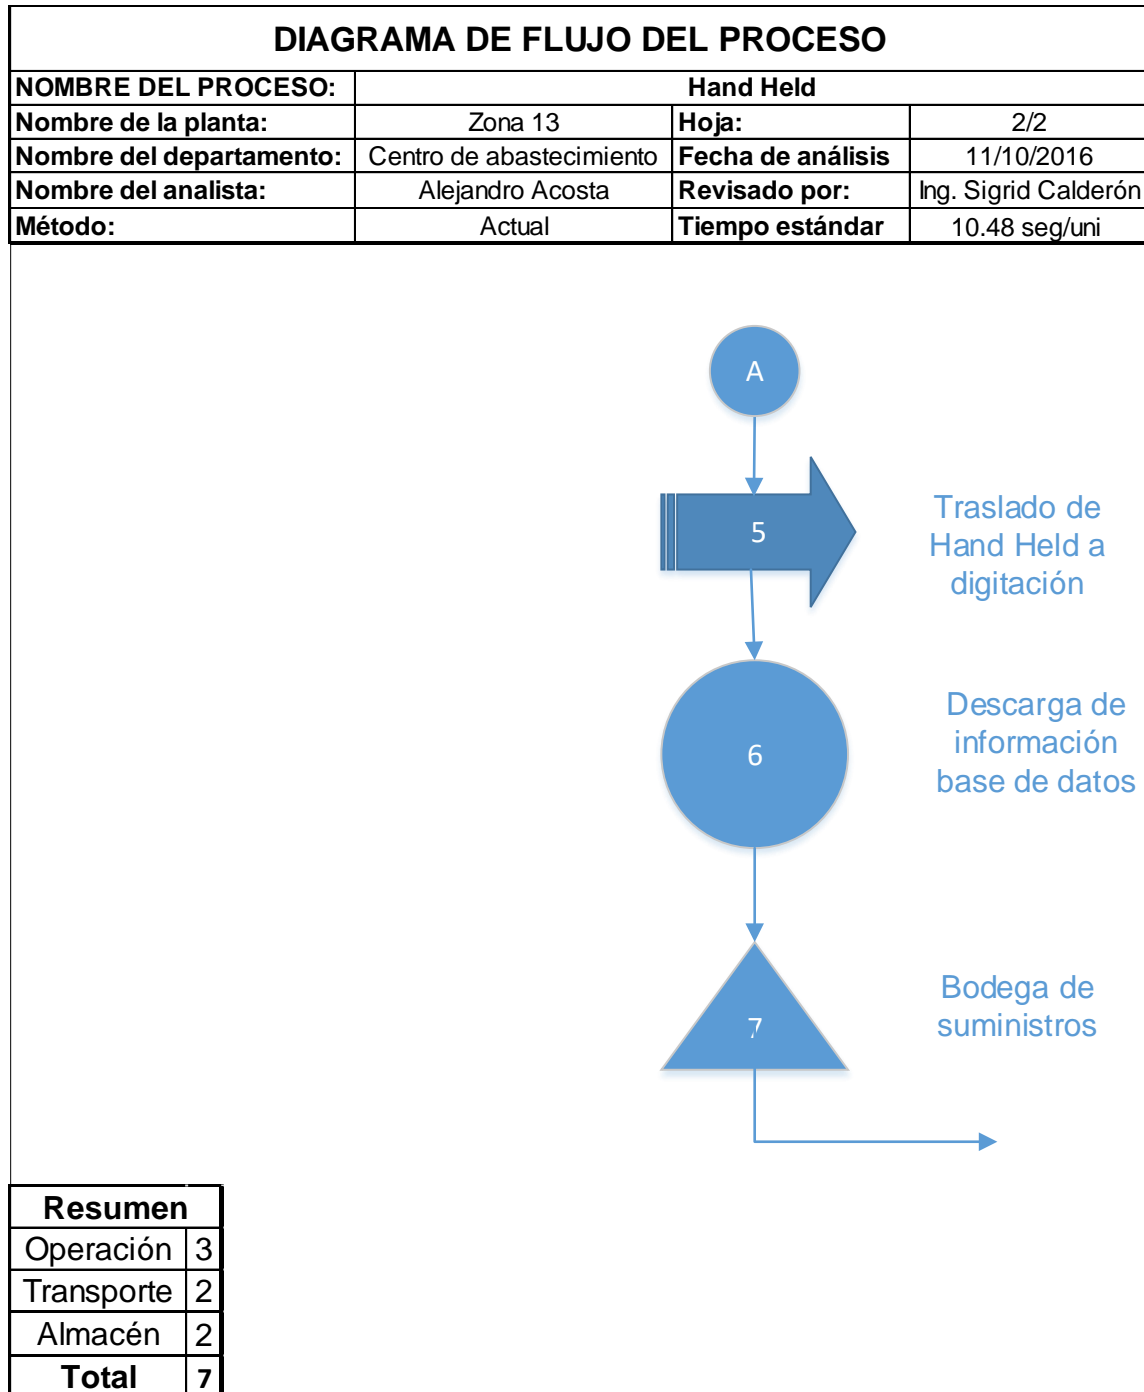 DIAGRAMA DE FLUJO DEL PROCESO
NOMBRE DEL PROCESO: Hand Held
Nombre de la planta: Zona 13 Hoja: 2/2
Nombre del departamento: Centro de abastecimiento Fecha de análisis 11/10/2016
Nombre del analista: Alejandro Acosta Revisado por: Ing. Sigrid Calderón
Método: Actual Tiempo estándar 10.48 seg/uni
A
5
Traslado de
Hand Held a
digitación
6
Descarga de
información
base de datos
7
Bodega de
suministros
Resumen
Operación 3
Transporte 2
Almacén 2
Total 7